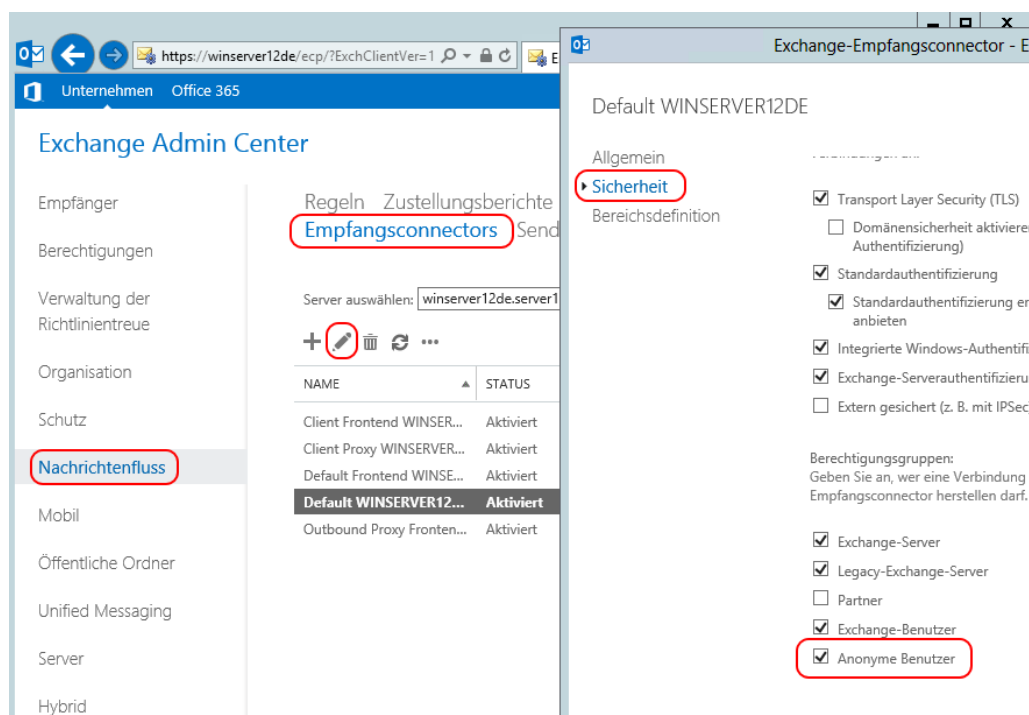 https://winserver12de/ecp/?ExchClientVer=1
Unternehmen Office 365
Exchange Admin Center
Empfänger
Berechtigungen
Verwaltung der
Richtlinientreue
Organisation
Schutz
Nachrichtenfluss
Mobil
Öffentliche Ordner
Unified Messaging
Server
Hybrid
Regeln Zustellungsberichte
Empfangsconnectors Send
Server auswählen: winserver12de.server1
NAME STATUS
Client Frontend WINSER... Aktiviert
Client Proxy WINSERVER... Aktiviert
Default Frontend WINSE... Aktiviert
Default WINSERVER12... Aktiviert
Outbound Proxy Fronten... Aktiviert
Exchange-Empfangsconnector - E
Default WINSERVER12DE
Allgemein
Sicherheit
Bereichsdefinition
Transport Layer Security (TLS)
Domänensicherheit aktiviere
Authentifizierung)
Standardauthentifizierung
Standardauthentifizierung er
anbieten
Integrierte Windows-Authentifi
Exchange-Serverauthentifizieru
Extern gesichert (z. B. mit IPSec
Berechtigungsgruppen:
Geben Sie an, wer eine Verbindung
Empfangsconnector herstellen darf.
Exchange-Server
Legacy-Exchange-Server
Partner
Exchange-Benutzer
Anonyme Benutzer